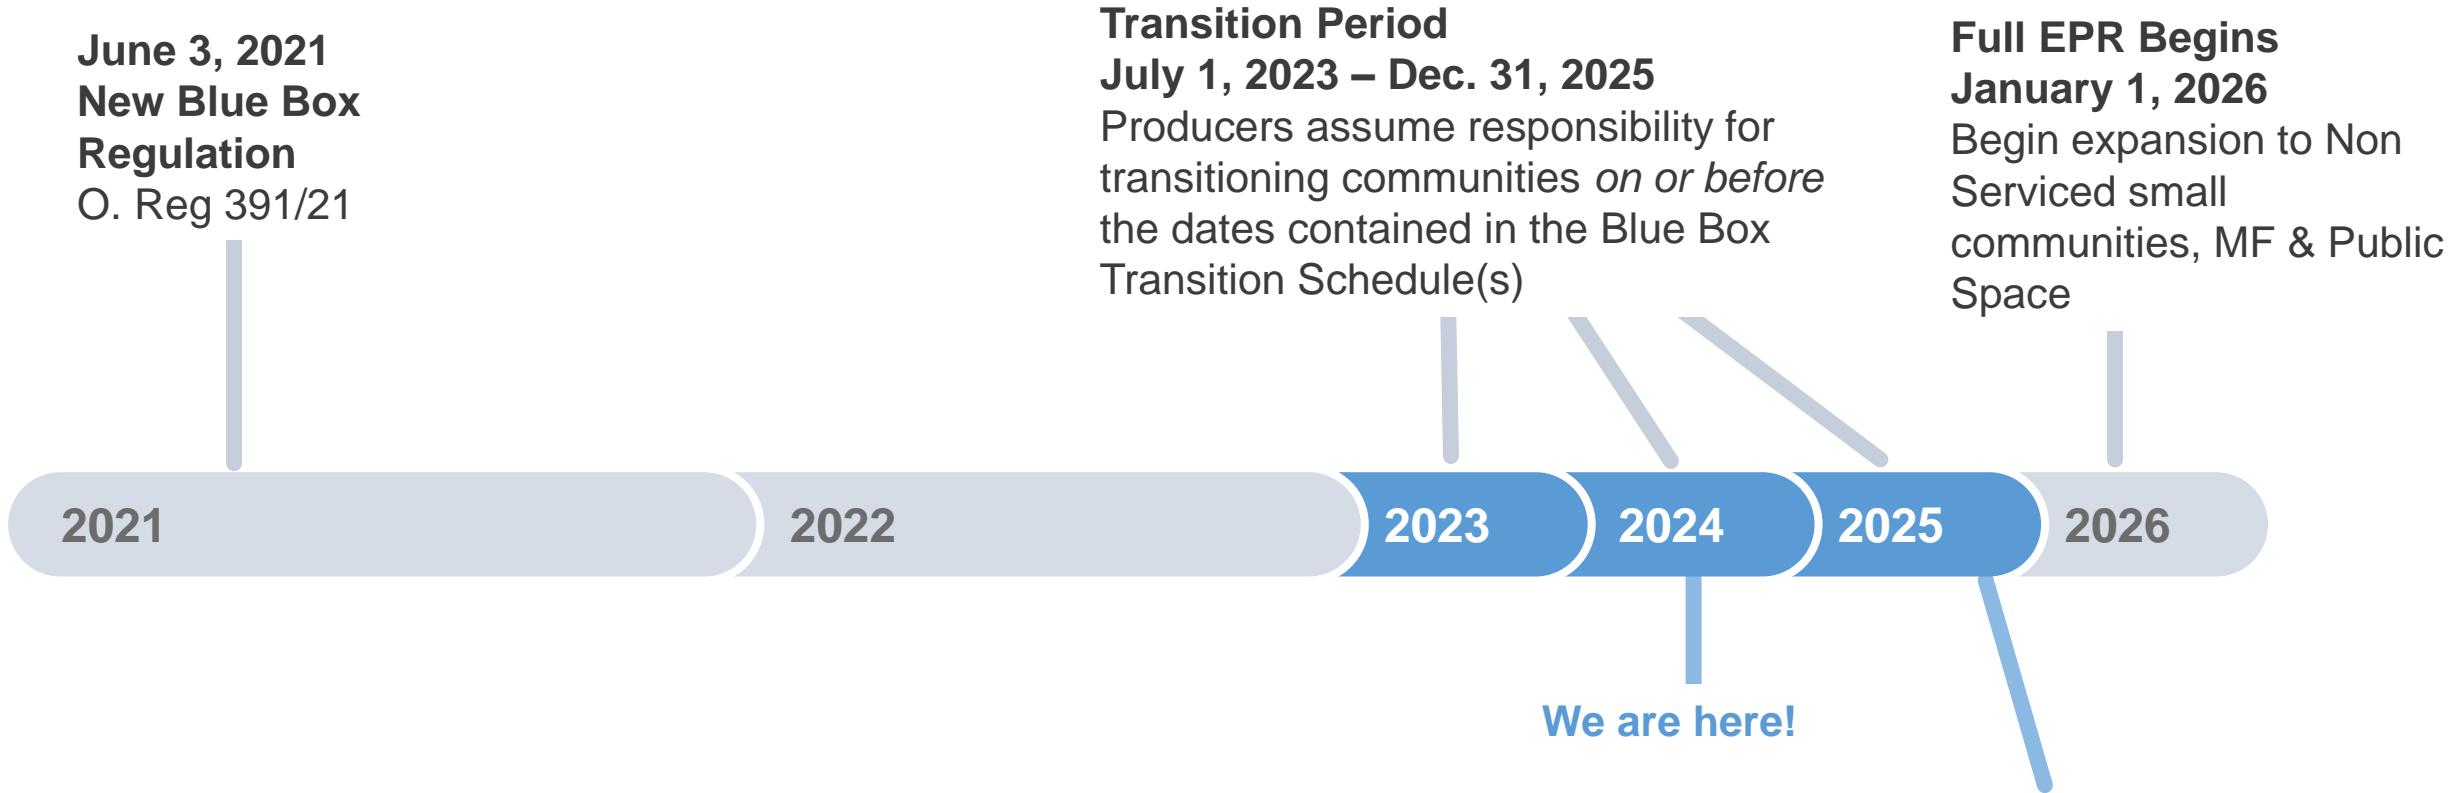 June 3, 2021
New Blue Box
Regulation
O. Reg 391/21
Transition Period
July 1, 2023 – Dec. 31, 2025
Producers assume responsibility for
transitioning communities on or before
the dates contained in the Blue Box
Transition Schedule(s)
Full EPR Begins
January 1, 2026
Begin expansion to Non
Serviced small
communities, MF & Public
Space
2021
2022
2023
2024
2025
2026
We are here!